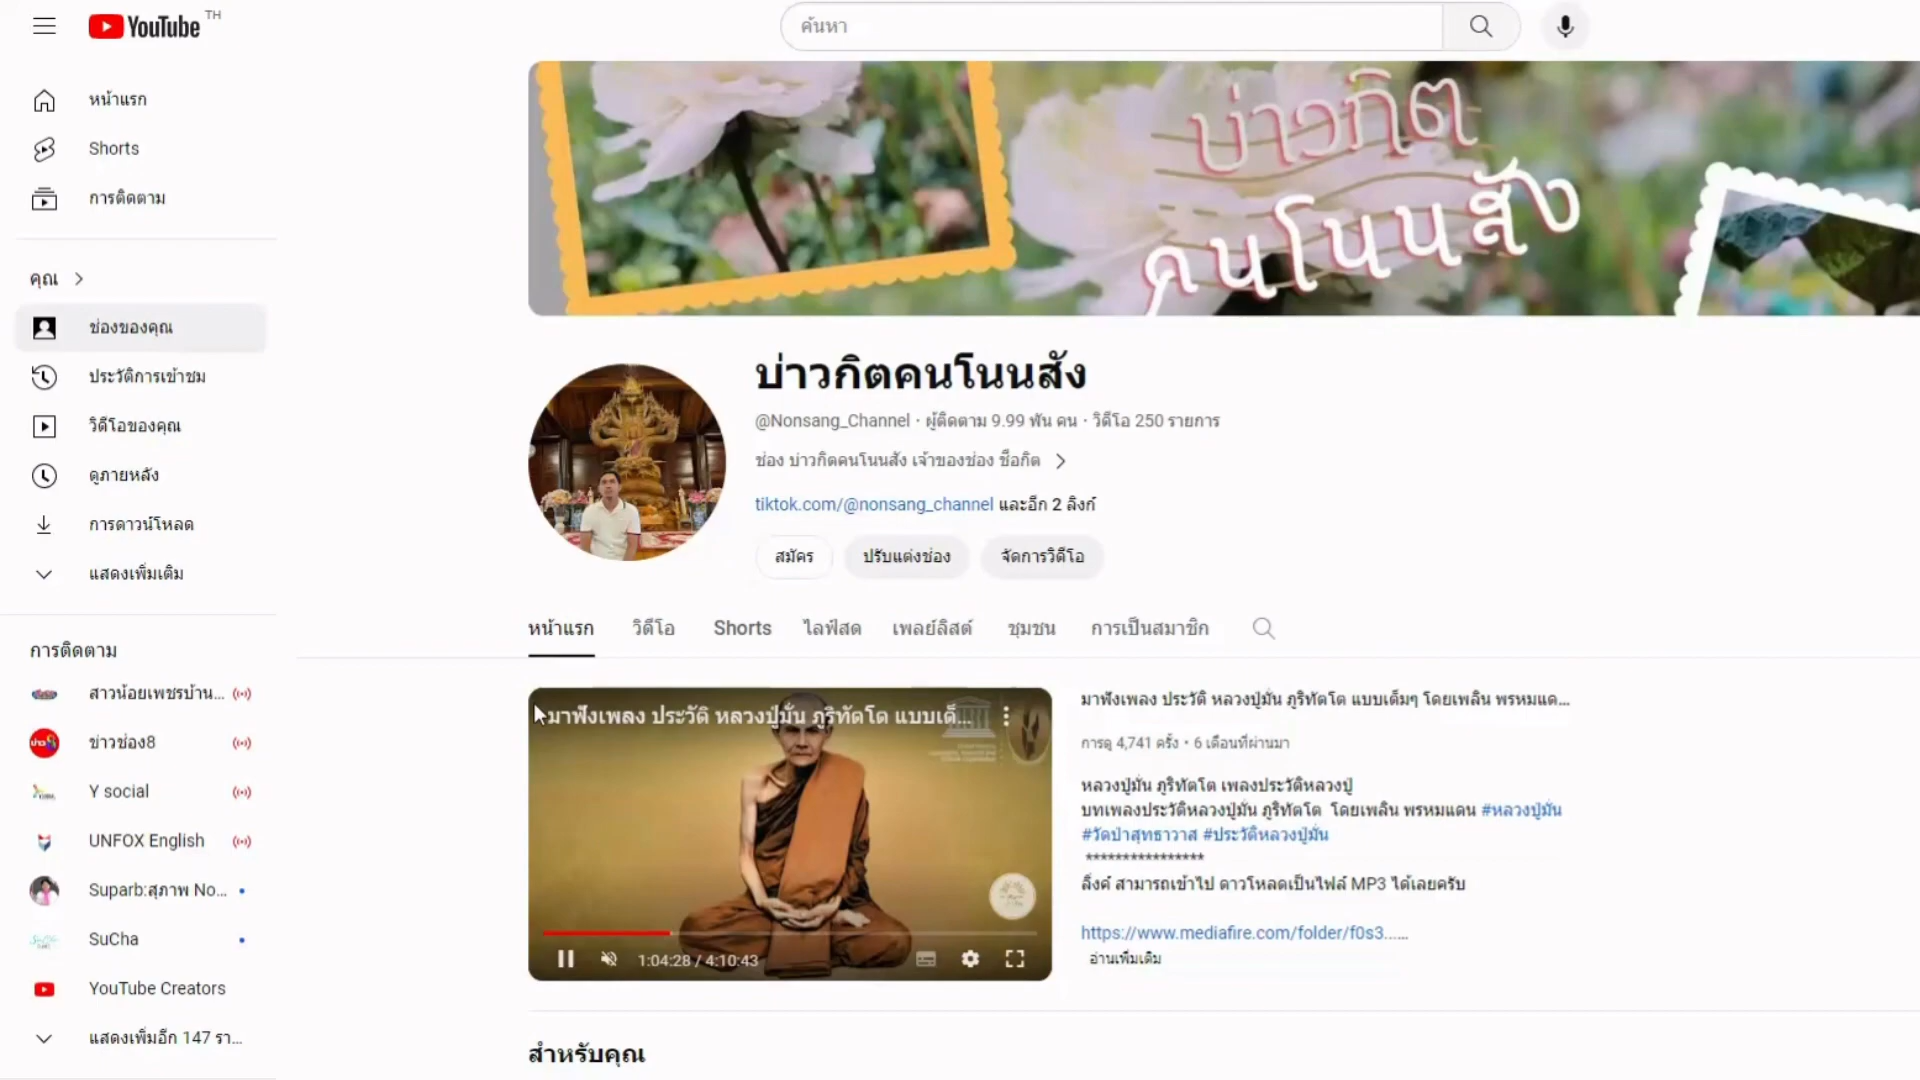 YouTube TH
ค้นหา
หน้าแรก
Shorts
การติดตาม
คุณ
ช่องของคุณ
ประวัติการเข้าชม
วิดีโอของคุณ
ดูภายหลัง
การดาวน์โหลด
แสดงเพิ่มเติม
การติดตาม
สาวน้อยเพชรบ้าน...
ข่าวช่อง8
Y social
UNFOX English
Suparb:สุภาพ No...
SuCha
YouTube Creators
แสดงเพิ่มอีก 147 รา...
บ่าวกิต
คนโนนสัง
บ่าวกิตคนโนนสัง
@Nonsang_Channel · ผู้ติดตาม 9.99 พัน คน · วิดีโอ 250 รายการ
ช่อง บ่าวกิตคนโนนสัง เจ้าของช่อง ชื่อกิต
tiktok.com/@nonsang_channel และอีก 2 ลิงก์
สมัคร ปรับแต่งช่อง จัดการวิดีโอ
หน้าแรก วิดีโอ Shorts ไลฟ์สด เพลย์ลิสต์ ชุมชน การเป็นสมาชิก
มาฟังเพลง ประวัติ หลวงปู่มั่น ภูริทัตโต แบบเต็...
1:04:28 / 4:10:43
มาฟังเพลง ประวัติ หลวงปู่มั่น ภูริทัตโต แบบเต็มๆ โดยเพลิน พรหมแด...
การดู 4,741 ครั้ง · 6 เดือนที่ผ่านมา
หลวงปู่มั่น ภูริทัตโต เพลงประวัติหลวงปู่
บทเพลงประวัติหลวงปู่มั่น ภูริทัตโต โดยเพลิน พรหมแดน #หลวงปู่มั่น
#วัดป่าสุทธาวาส #ประวัติหลวงปู่มั่น
****************
ลิ้งค์ สามารถเข้าไป ดาวโหลดเป็นไฟล์ MP3 ได้เลยครับ
https://www.mediafire.com/folder/f0s3......
อ่านเพิ่มเติม
สำหรับคุณ